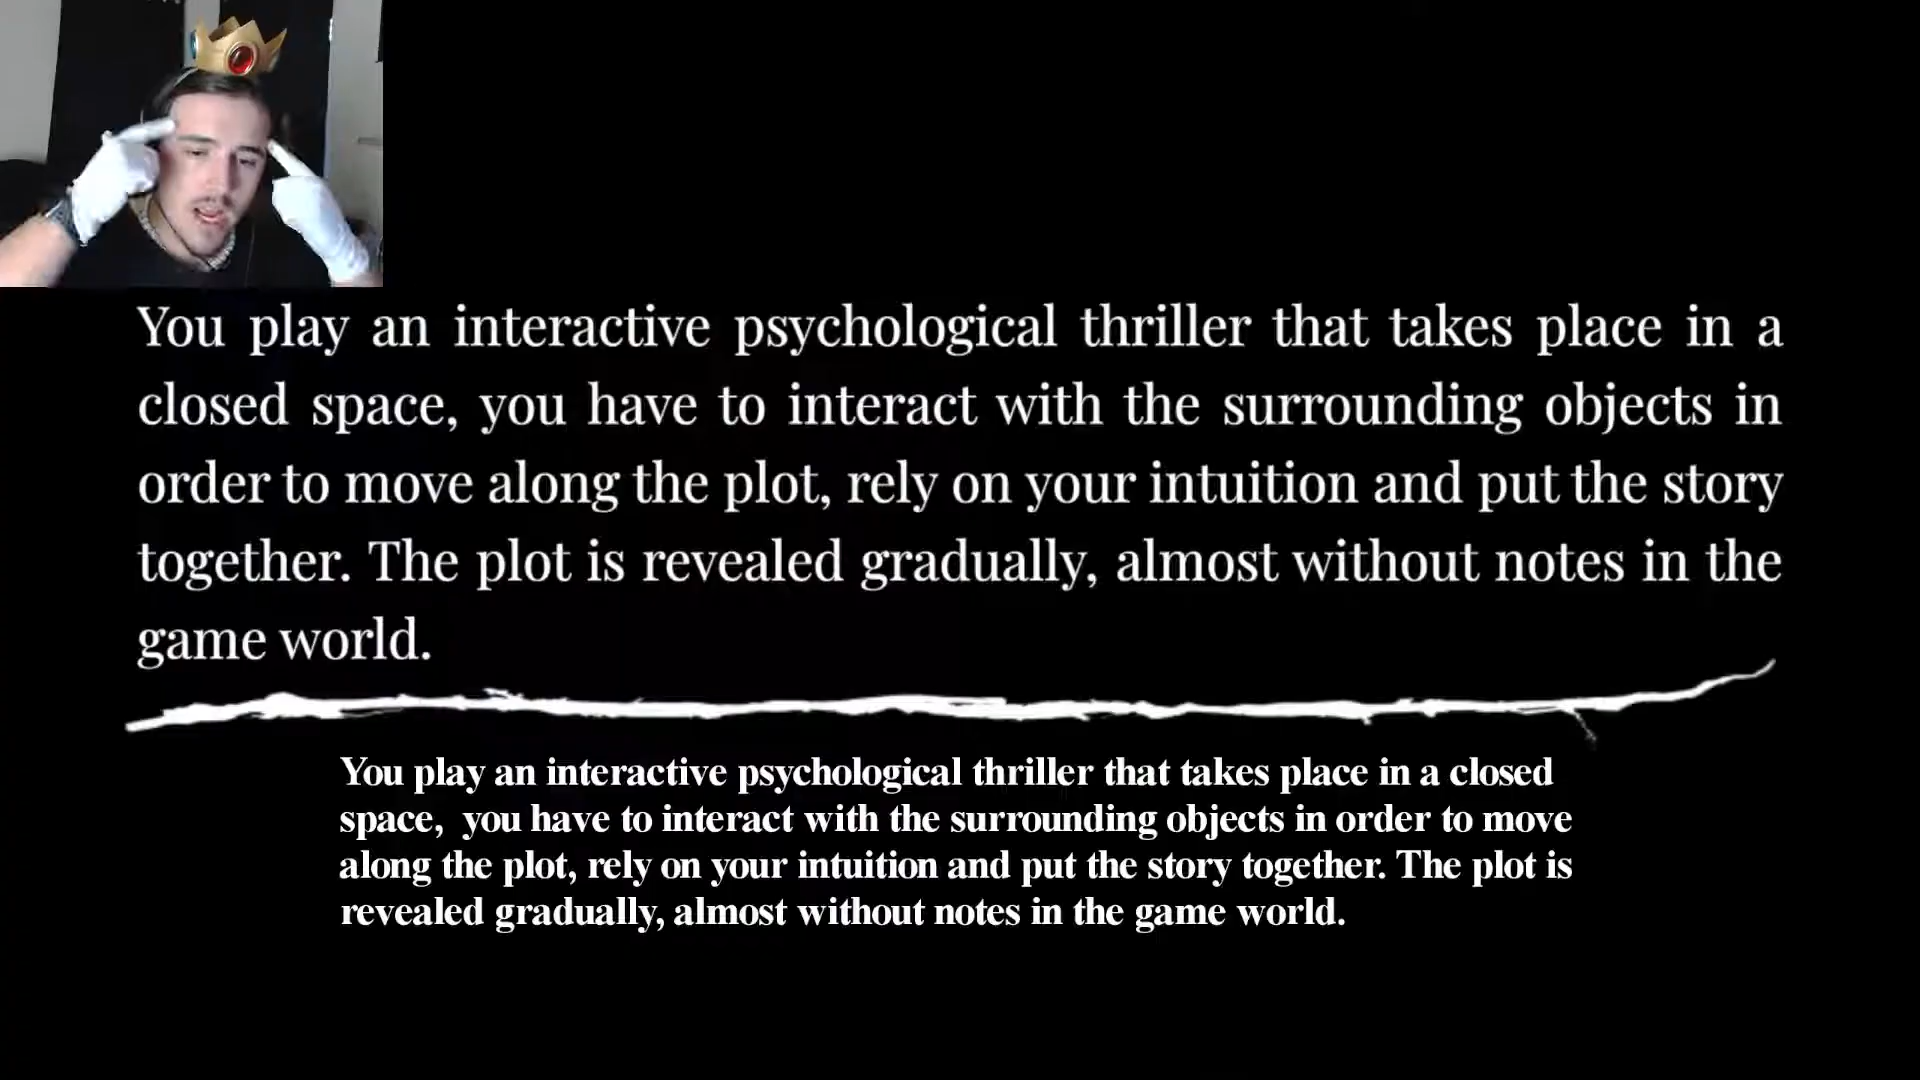 You play an interactive psychological thriller that takes place in a
closed space, you have to interact with the surrounding objects in
order to move along the plot, rely on your intuition and put the story
together. The plot is revealed gradually, almost without notes in the
game world.
You play an interactive psychological thriller that takes place in a closed
space,  you have to interact with the surrounding objects in order to move
along the plot, rely on your intuition and put the story together. The plot is
revealed gradually, almost without notes in the game world.